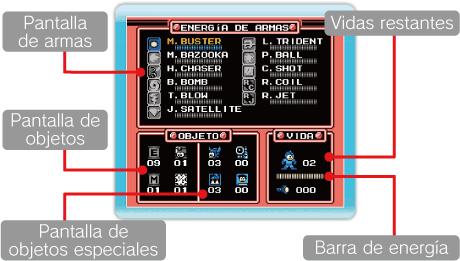 Pantalla
de armas
Vidas restantes
ENERGíA DE ARMAS
M.BUSTER
M.BAZOOKA
H.CHASER
B.BOMB
T.BLOW
J.SATELLITE
L.TRIDENT
P.BALL
C.SHOT
R.COIL
R.JET
Pantalla de
objetos
OBJETO
VIDA
09 01 03 00
02
01 01 03 00
000
Pantalla de
objetos especiales
Barra de energía